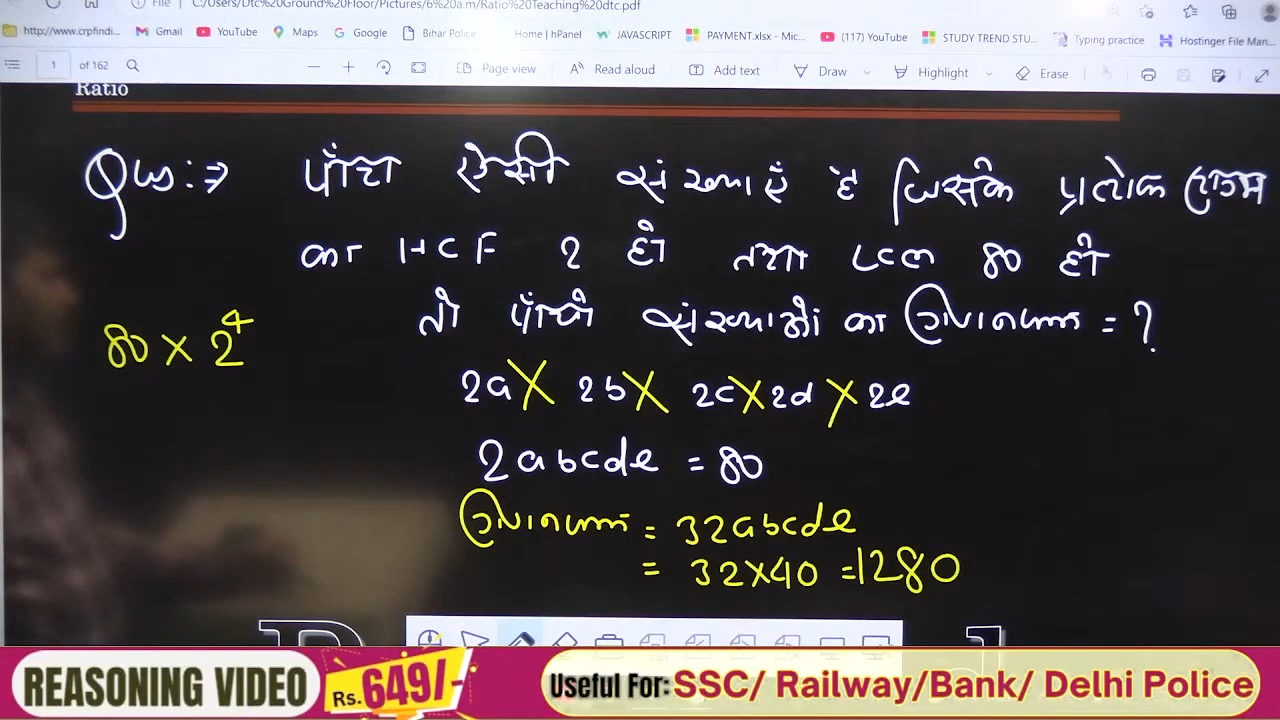 File | C:/Users/Dtc%20Ground%20Floor/Pictures/6%20a.m/Ratio%20Teaching%20dtc.pdf
http://www.crpfindi... Gmail YouTube Maps Google Bihar Police Home | hPanel JAVASCRIPT PAYMENT.xlsx - Mic... (117) YouTube STUDY TREND STU... Typing practice Hostinger File Man...
1 of 162 Page view Read aloud Add text Draw Highlight Erase
Ratio
Ques:⇒ पाँच ऐसी संख्याएँ है जिसके प्रत्येक युग्म
का HCF 2 हो तथा LCM 80 हो
तो पाँचो संख्याओं का गुणनफल = ?
80 × 2⁴
2a × 2b × 2c × 2d × 2e
2abcde = 80
गुणनफल = 32abcde
= 32×40 =1280
REASONING VIDEO Rs. 649/- Useful For: SSC/ Railway/Bank/ Delhi Police